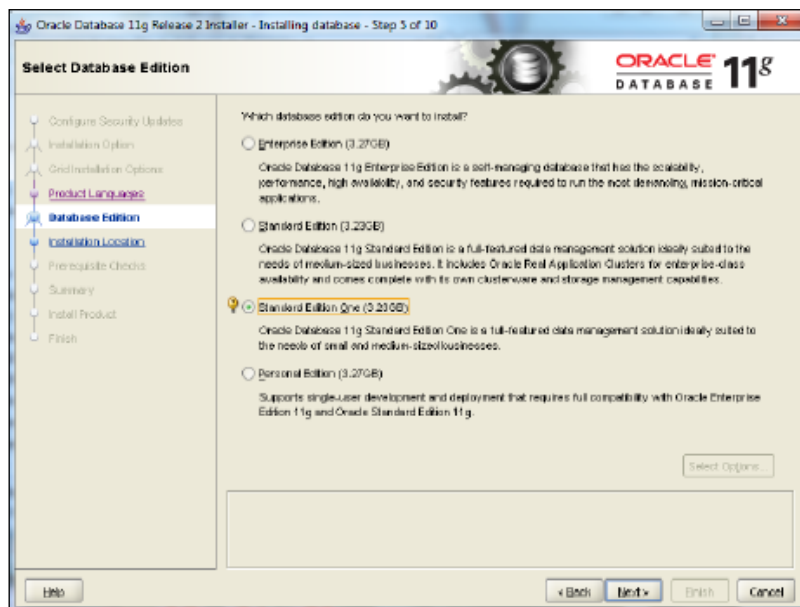 Oracle Database 11g Release 2 Installer - Installing database - Step 5 of 10
Select Database Edition
ORACLE
DATABASE 11g
Configure Security Updates
Installation Option
Grid Installation Options
Product Languages
Database Edition
Installation Location
Prerequisite Checks
Summary
Install Product
Finish
Which database edition do you want to install?
Enterprise Edition (3.27GB)
Oracle Database 11g Enterprise Edition is a self-managing database that has the scalability,
performance, high availability, and security features required to run the most demanding, mission-critical
applications.
Standard Edition (3.23GB)
Oracle Database 11g Standard Edition is a full-featured data management solution ideally suited to the
needs of medium-sized businesses. It includes Oracle Real Application Clusters for enterprise-class
availability and comes complete with its own clusterware and storage management capabilities.
Standard Edition One (3.23GB)
Oracle Database 11g Standard Edition One is a full-featured data management solution ideally suited to
the needs of small and medium-sized businesses.
Personal Edition (3.27GB)
Supports single-user development and deployment that requires full compatibility with Oracle Enterprise
Edition 11g and Oracle Standard Edition 11g.
Select Options...
Help
< Back
Next >
Finish
Cancel